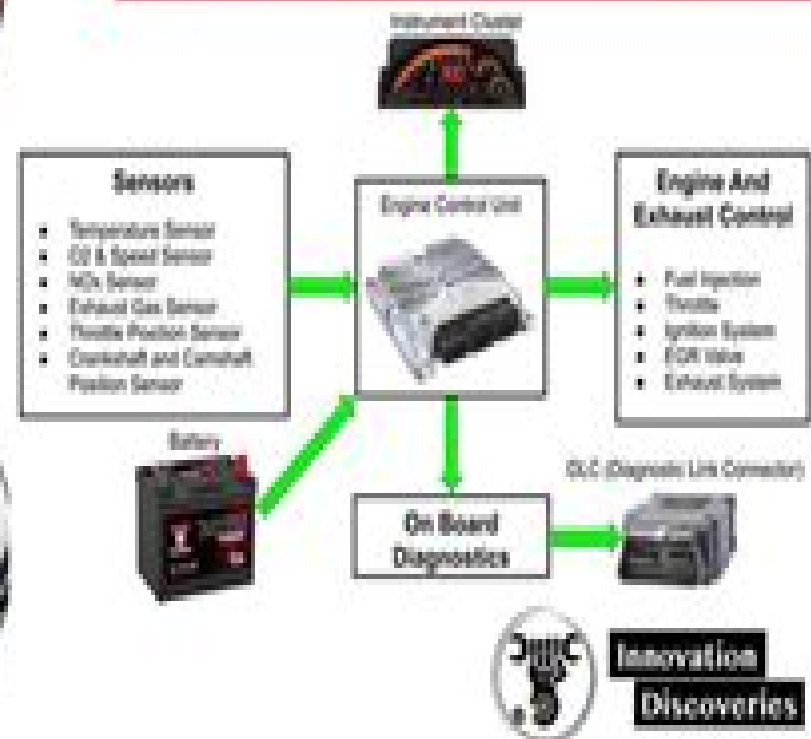 Instrument Cluster
Sensors
• Temperature Sensor
• O2 & Speed Sensor
• NOx Sensor
• Exhaust Gas Sensor
• Throttle Position Sensor
• Crankshaft and Camshaft
Position Sensor
Engine Control Unit
Engine And
Exhaust Control
• Fuel Injection
• Throttle
• Ignition System
• EGR Valve
• Exhaust System
Battery
On Board
Diagnostics
DLC (Diagnostic Link Connector)
Innovation
Discoveries